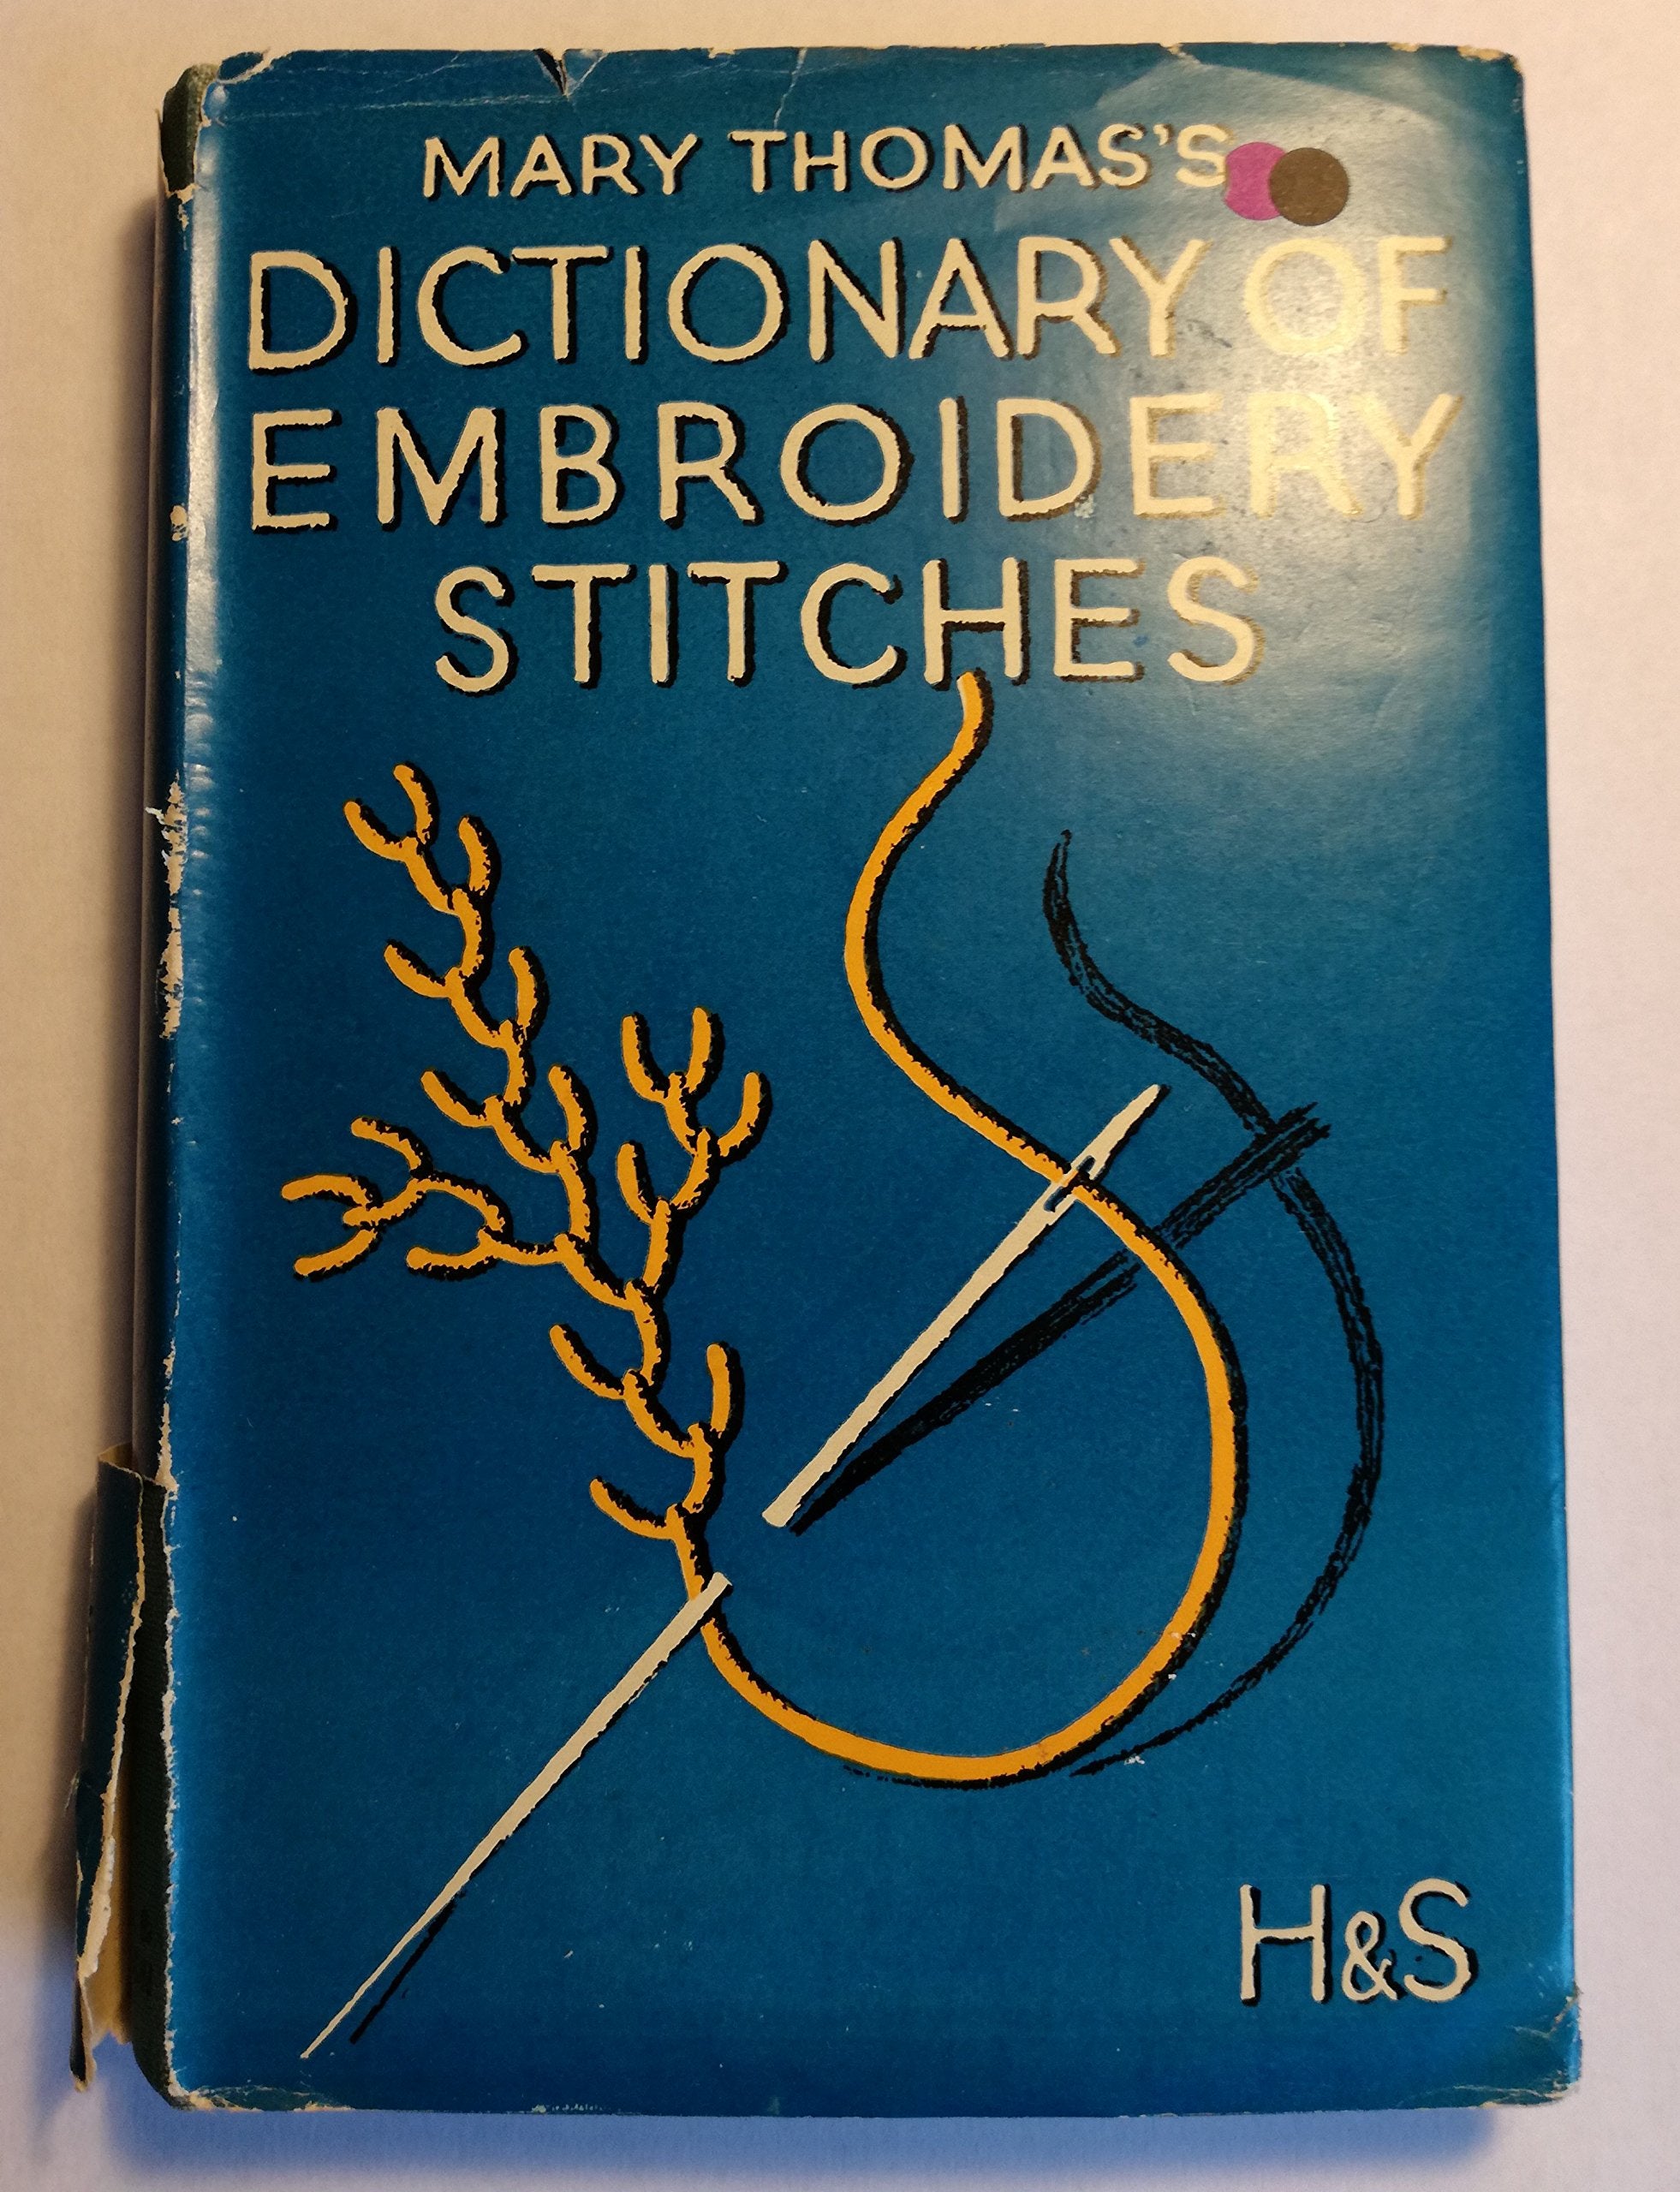 MARY THOMAS'S
DICTIONARY OF
EMBROIDERY
STITCHES
H&S